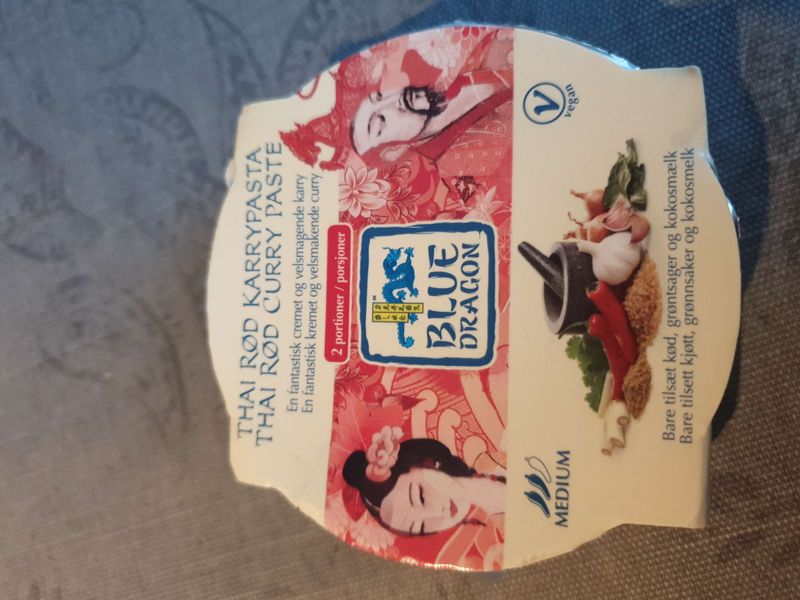 THAI RØD KARRYPASTA
THAI RØD CURRY PASTE
En fantastisk cremet og velsmagende karry
En fantastisk kremet og velsmakende curry
2 portioner / porsjoner
BLUE
DRAGON
V
vegan
MEDIUM
Bare tilsæt kød, grøntsager og kokosmælk
Bare tilsett kjøtt, grønnsaker og kokosmelk